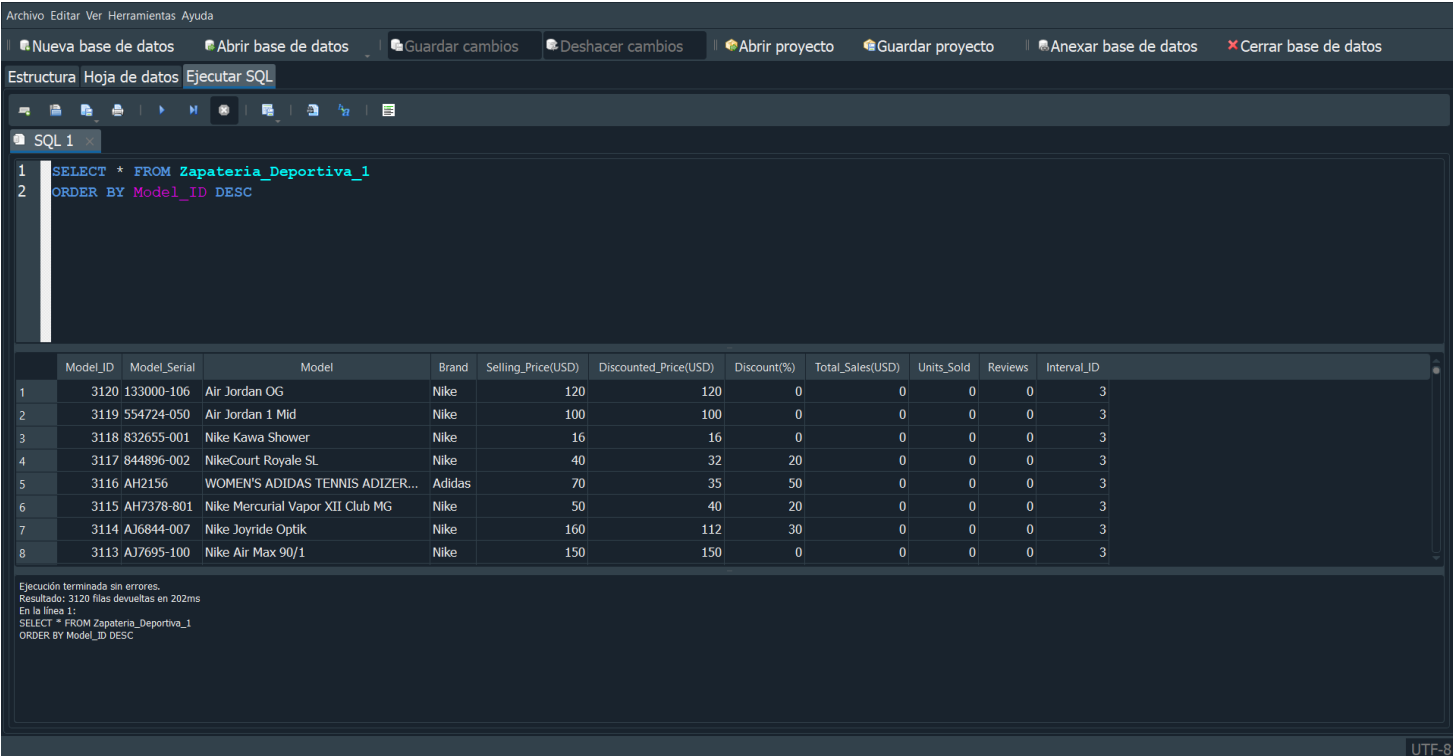 Archivo Editar Ver Herramientas Ayuda
Nueva base de datos Abrir base de datos Guardar cambios Deshacer cambios Abrir proyecto Guardar proyecto Anexar base de datos Cerrar base de datos
Estructura Hoja de datos Ejecutar SQL
SQL 1
1 SELECT * FROM Zapateria_Deportiva_1
2 ORDER BY Model_ID DESC
Model_ID Model_Serial Model Brand Selling_Price(USD) Discounted_Price(USD) Discount(%) Total_Sales(USD) Units_Sold Reviews Interval_ID
1 3120 133000-106 Air Jordan OG Nike 120 120 0 0 0 0 3
2 3119 554724-050 Air Jordan 1 Mid Nike 100 100 0 0 0 0 3
3 3118 832655-001 Nike Kawa Shower Nike 16 16 0 0 0 0 3
4 3117 844896-002 NikeCourt Royale SL Nike 40 32 20 0 0 0 3
5 3116 AH2156 WOMEN'S ADIDAS TENNIS ADIZER... Adidas 70 35 50 0 0 0 3
6 3115 AH7378-801 Nike Mercurial Vapor XII Club MG Nike 50 40 20 0 0 0 3
7 3114 AJ6844-007 Nike Joyride Optik Nike 160 112 30 0 0 0 3
8 3113 AJ7695-100 Nike Air Max 90/1 Nike 150 150 0 0 0 0 3
Ejecución terminada sin errores.
Resultado: 3120 filas devueltas en 202ms
En la línea 1:
SELECT * FROM Zapateria_Deportiva_1
ORDER BY Model_ID DESC
UTF-8